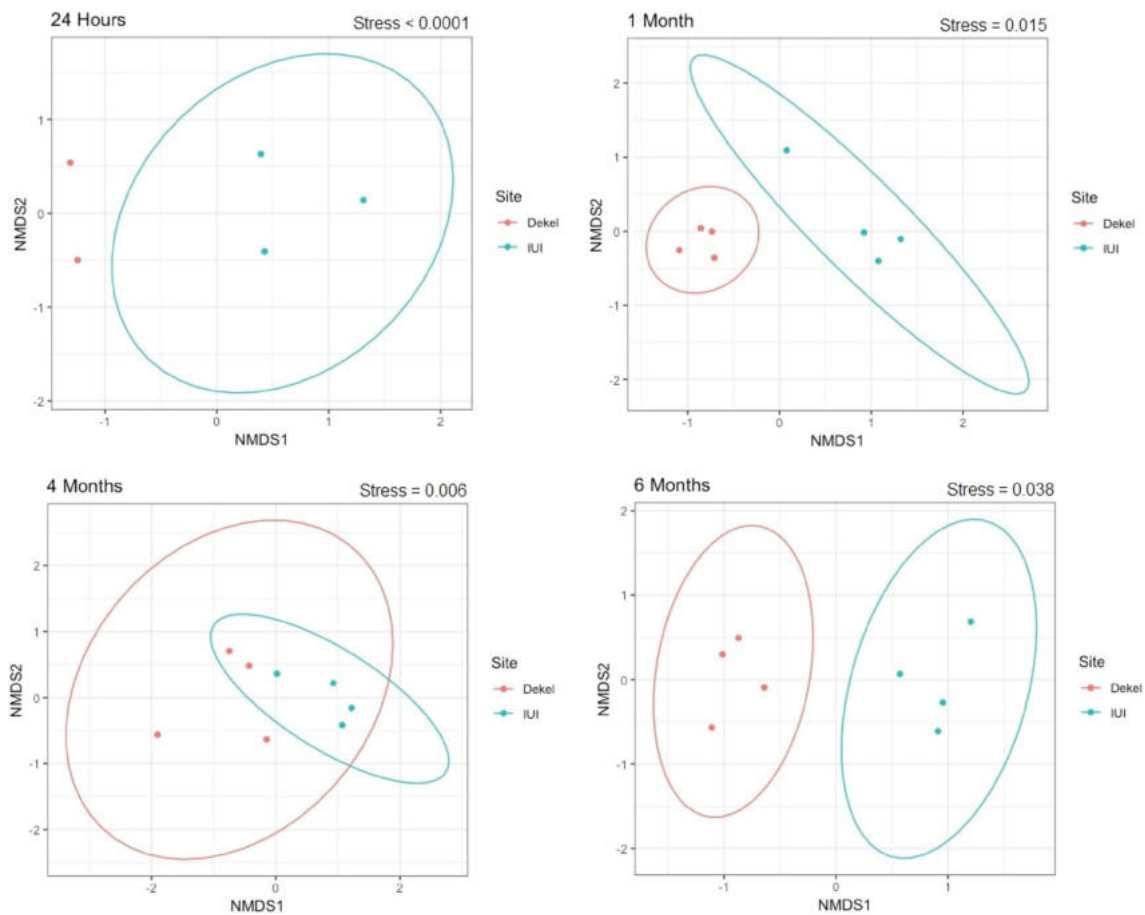 24 Hours
Stress < 0.0001
1
0
-1
-2
NMDS2
-1
0
1
2
NMDS1
Site
Dekel
IUI
1 Month
Stress = 0.015
2
1
0
-1
-2
NMDS2
-1
0
1
2
NMDS1
Site
Dekel
IUI
4 Months
Stress = 0.006
2
1
0
-1
-2
NMDS2
-2
0
2
NMDS1
Site
Dekel
IUI
6 Months
Stress = 0.038
2
1
0
-1
-2
NMDS2
-1
0
1
NMDS1
Site
Dekel
IUI